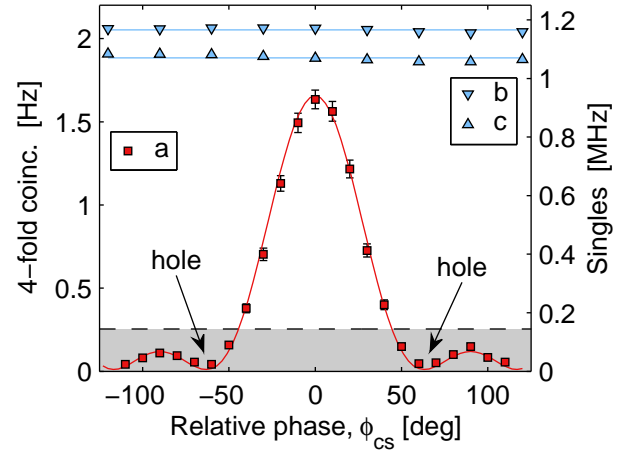 2
1.5
1
0.5
0
4−fold coinc. [Hz]
1.2
1
0.8
0.6
0.4
0.2
0
Singles [MHz]
a
b
c
hole
hole
−100 −50 0 50 100
Relative phase, ϕcs [deg]